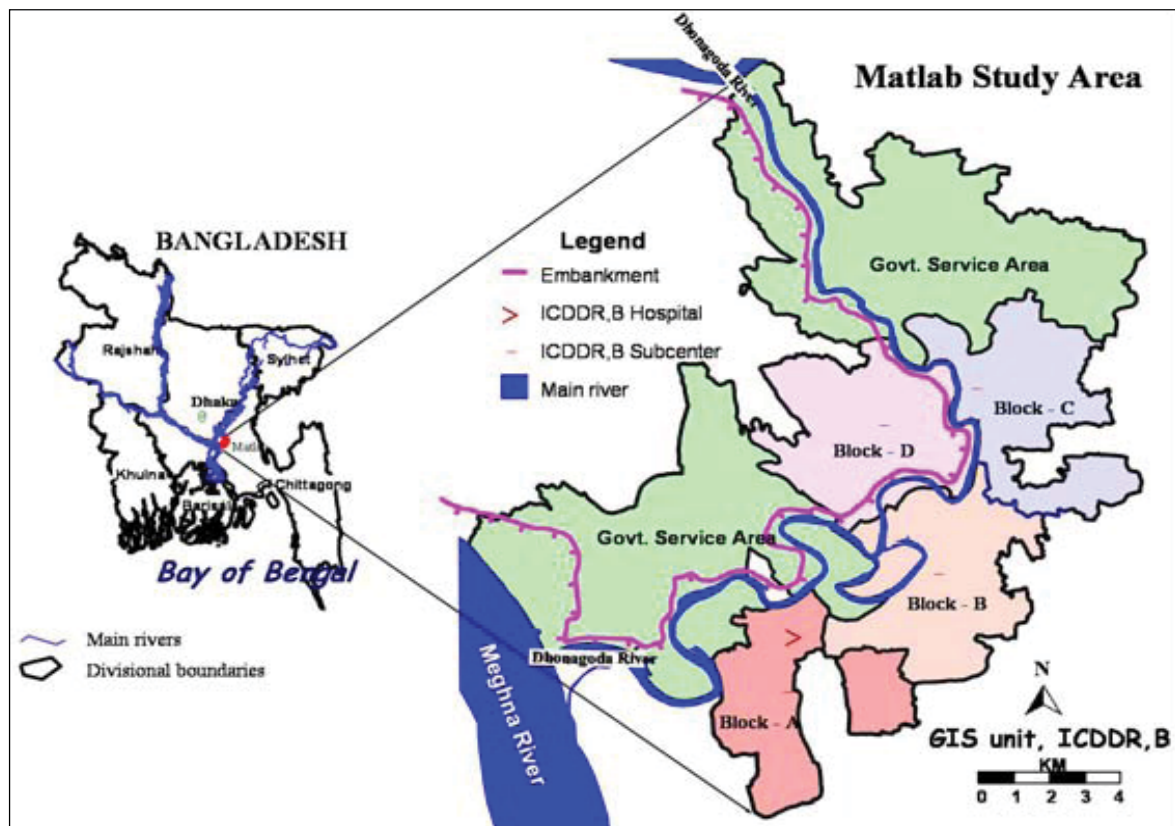 Matlab Study Area
Dhonagoda River
BANGLADESH
Rajshahi
Sylhet
Dhaka
Matlab
Khulna
Barisal
Chittagong
Bay of Bengal
Main rivers
Divisional boundaries
Legend
Embankment
ICDDR,B Hospital
ICDDR,B Subcenter
Main river
Govt. Service Area
Block - C
Block - D
Govt. Service Area
Block - B
Dhonagoda River
Meghna River
Block - A
N
GIS unit, ICDDR,B
KM
0 1 2 3 4